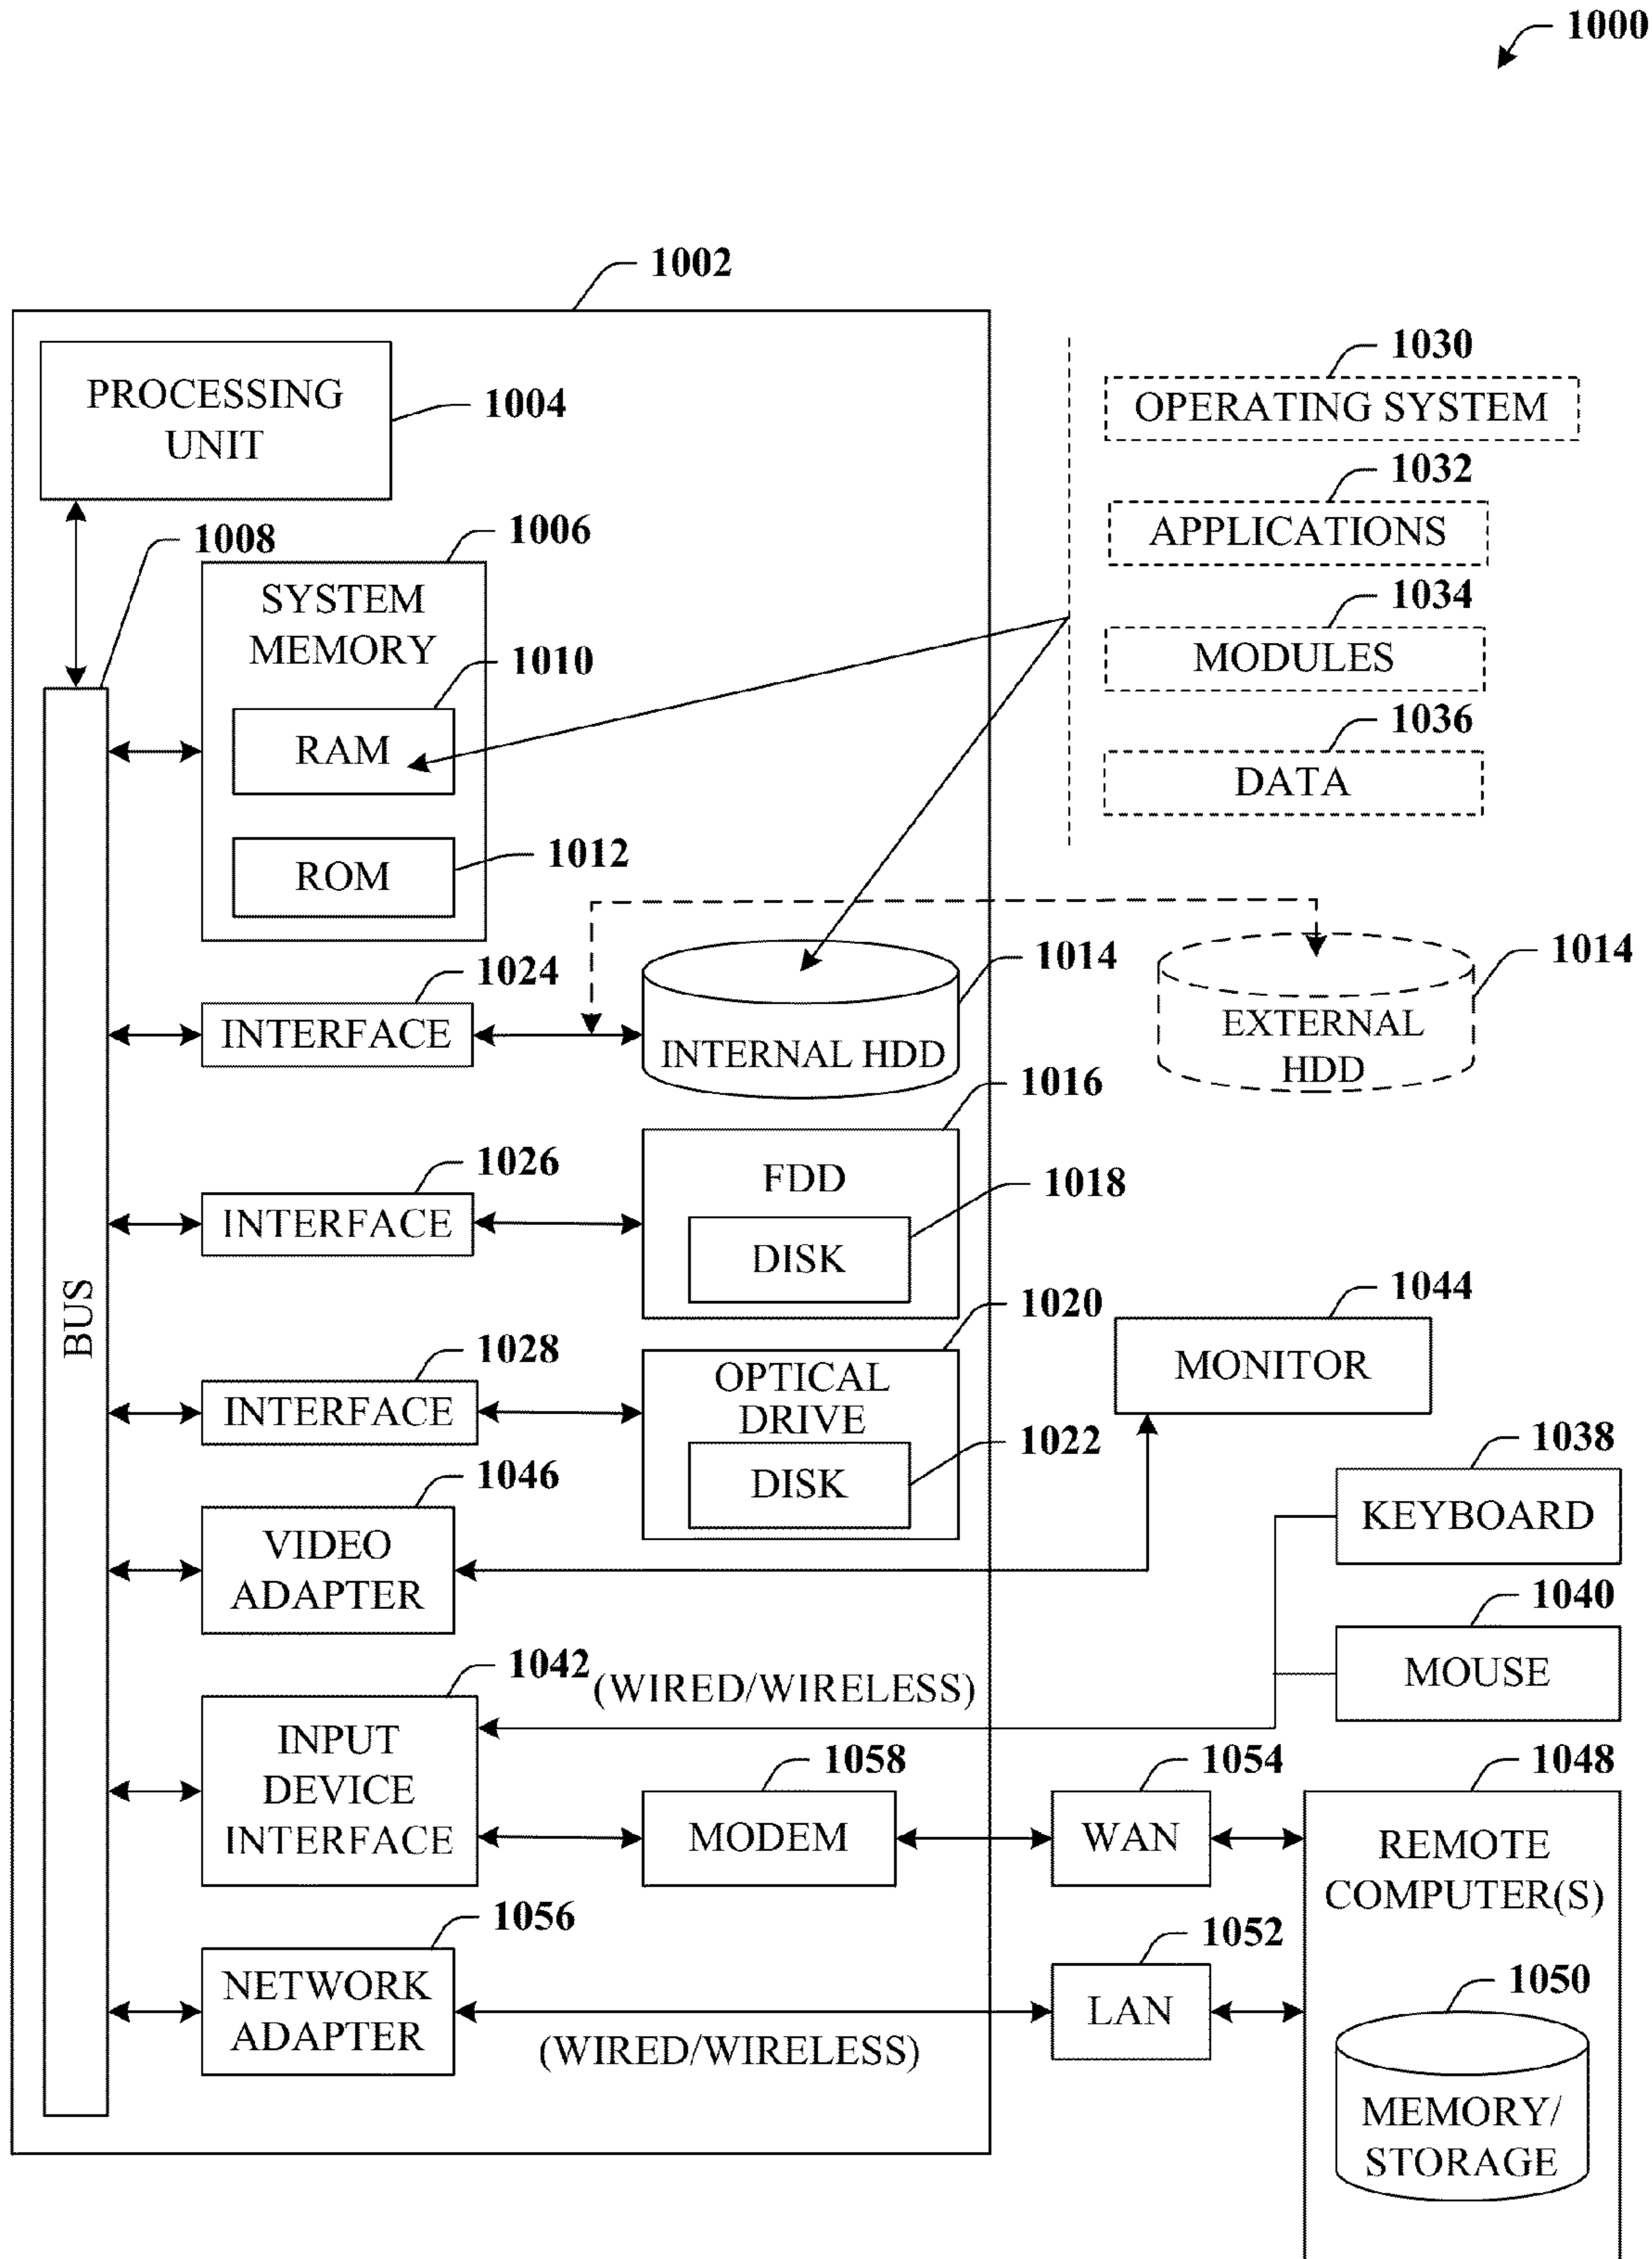 1000
1002
PROCESSING
UNIT
1004
1030
OPERATING SYSTEM
1032
APPLICATIONS
1034
MODULES
1036
DATA
1008
1006
SYSTEM
MEMORY
1010
RAM
1012
ROM
1024
INTERFACE
1014
INTERNAL HDD
1014
EXTERNAL
HDD
1016
1026
INTERFACE
FDD
1018
DISK
BUS
1020
1028
INTERFACE
OPTICAL
DRIVE
1022
DISK
1044
MONITOR
1046
VIDEO
ADAPTER
1038
KEYBOARD
1040
MOUSE
1042
(WIRED/WIRELESS)
INPUT
DEVICE
INTERFACE
1058
MODEM
1054
WAN
1048
REMOTE
COMPUTER(S)
1056
NETWORK
ADAPTER
(WIRED/WIRELESS)
1052
LAN
1050
MEMORY/
STORAGE